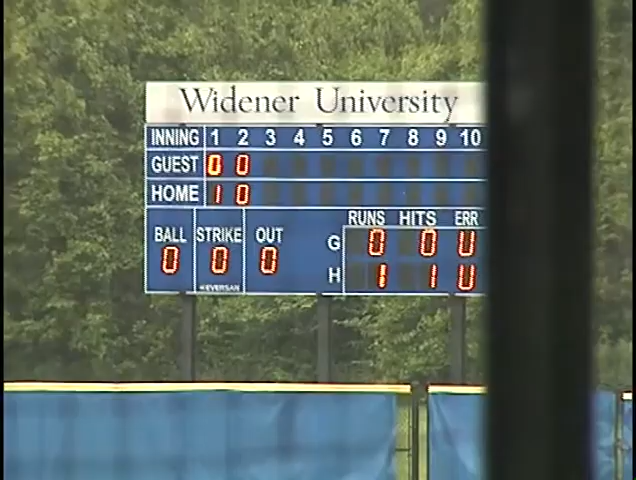 Widener University
INNING 1 2 3 4 5 6 7 8 9 10
GUEST 0 0
HOME 1 0
RUNS HITS ERR
BALL STRIKE OUT
G 0 0 0
H 1 1 0
0 0 0